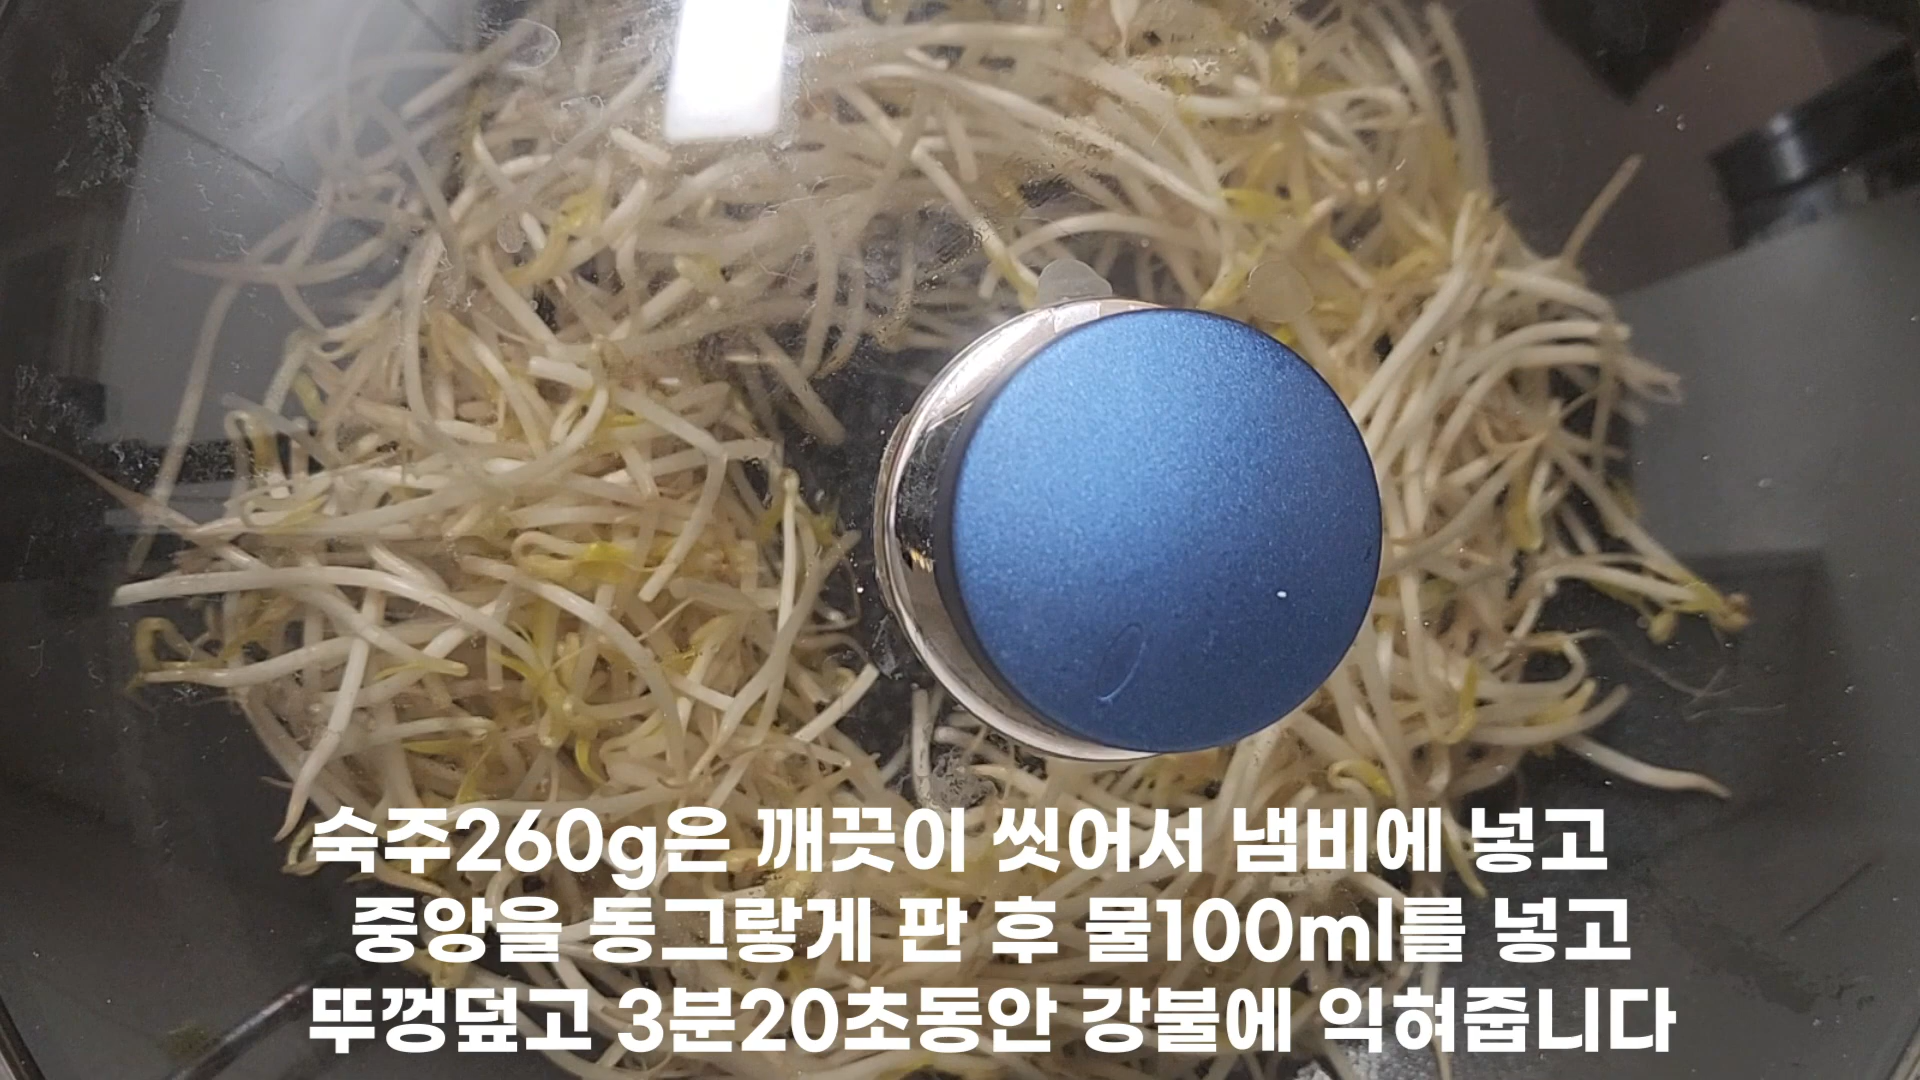 숙주260g은 깨끗이 씻어서 냄비에 넣고
중앙을 동그랗게 판 후 물100ml를 넣고
뚜껑덮고 3분20초동안 강불에 익혀줍니다